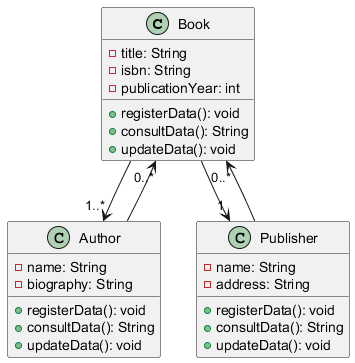 C Book
title: String
isbn: String
publicationYear: int
registerData(): void
consultData(): String
updateData(): void
0..* 0..*
1..* 1
C Author
name: String
biography: String
registerData(): void
consultData(): String
updateData(): void
C Publisher
name: String
address: String
registerData(): void
consultData(): String
updateData(): void